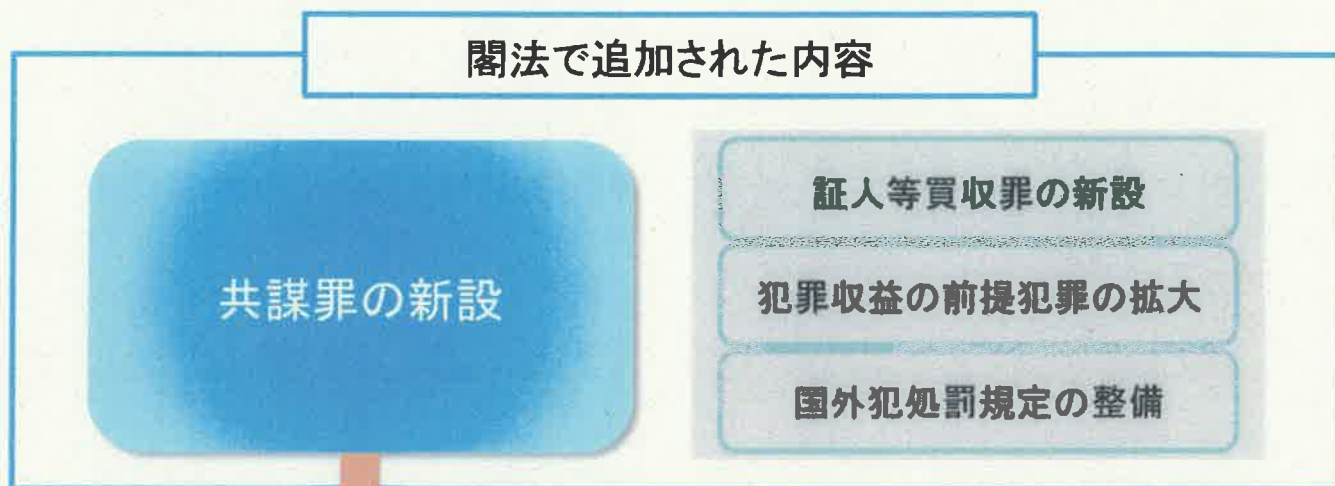 閣法で追加された内容
共謀罪の新設
証人等買収罪の新設
犯罪収益の前提犯罪の拡大
国外犯処罰規定の整備